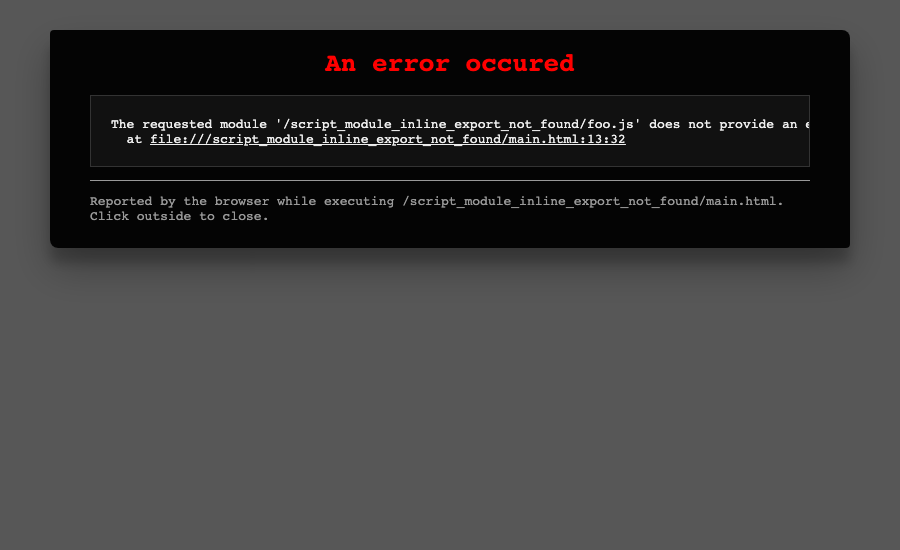 An error occured
The requested module '/script_module_inline_export_not_found/foo.js' does not provide an
at file:///script_module_inline_export_not_found/main.html:13:32
Reported by the browser while executing /script_module_inline_export_not_found/main.html.
Click outside to close.